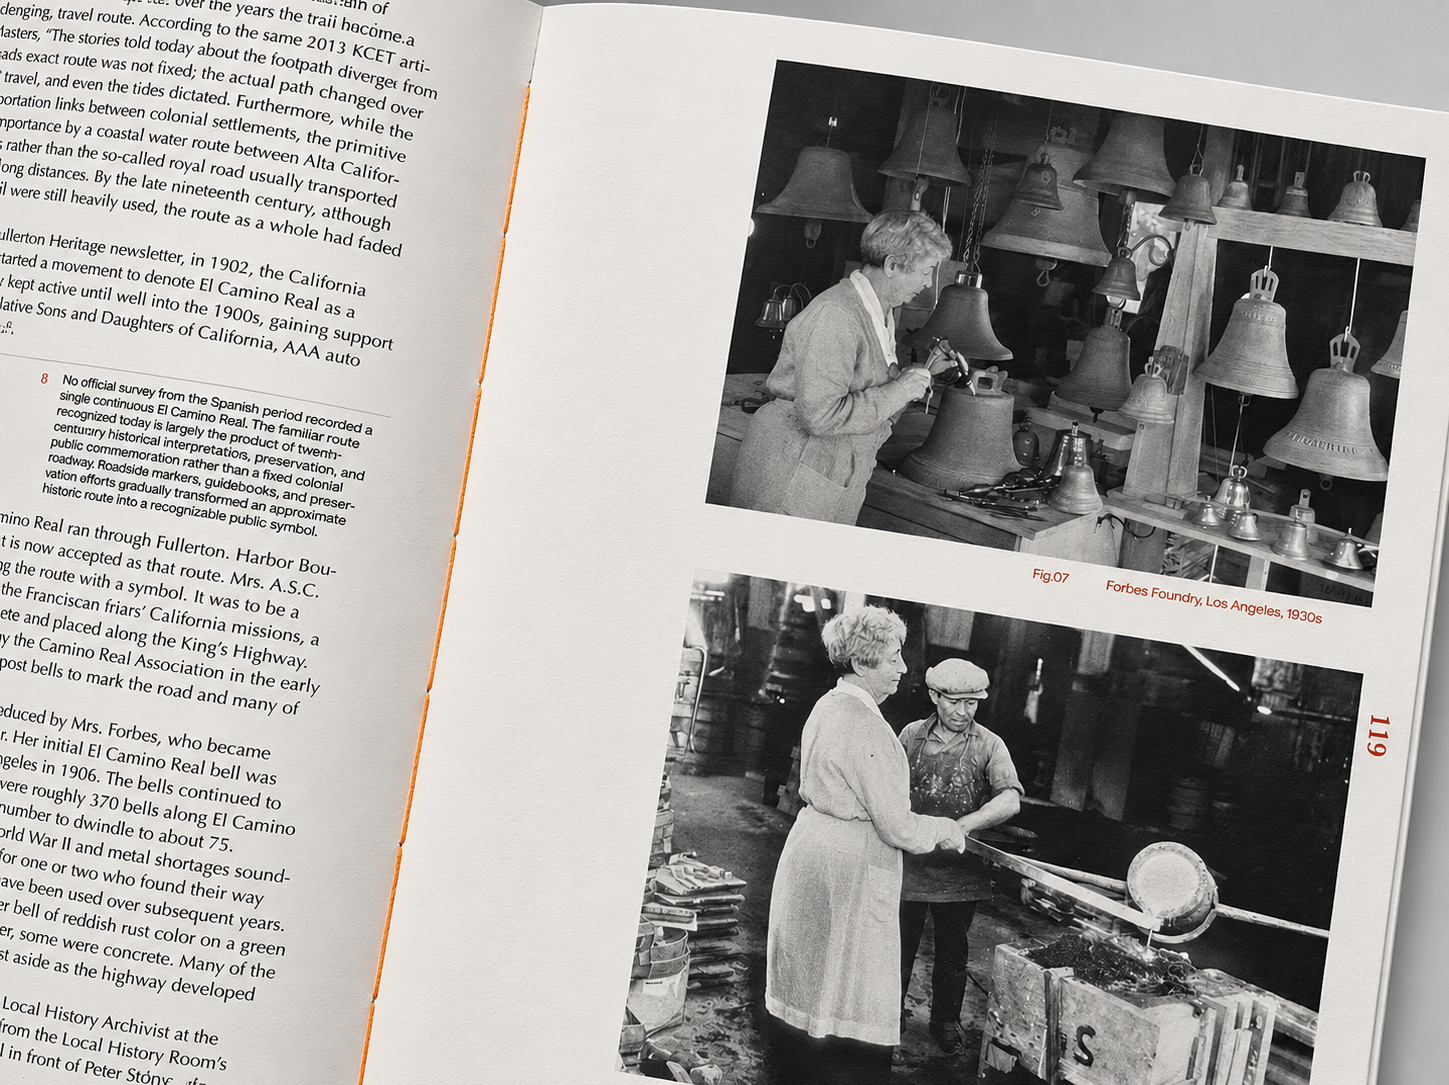 over the years the trail become a
denging, travel route. According to the same 2013 KCET arti-
Masters, “The stories told today about the footpath diverger from
ads exact route was not fixed; the actual path changed over
travel, and even the tides dictated. Furthermore, while the
portation links between colonial settlements, the primitive
mportance by a coastal water route between Alta Califor-
s rather than the so-called royal road usually transported
long distances. By the late nineteenth century, although
il were still heavily used, the route as a whole had faded
ullerton Heritage newsletter, in 1902, the California
started a movement to denote El Camino Real as a
y kept active until well into the 1900s, gaining support
lative Sons and Daughters of California, AAA auto
8 No official survey from the Spanish period recorded a
single continuous El Camino Real. The familiar route
recognized today is largely the product of twenh-
historical interpretatios, preservation, and
public commemoration rather than a fixed colonial
roadway. Roadside markers, guidebooks, and preser-
vation efforts gradually transformed an approximate
historic route into a recognizable public symbol.
mino Real ran through Fullerton. Harbor Bou-
t is now accepted as that route. Mrs. A.S.C.
ng the route with a symbol. It was to be a
the Franciscan friars’ California missions, a
ete and placed along the King’s Highway.
y the Camino Real Association in the early
post bells to mark the road and many of
educed by Mrs. Forbes, who became
r. Her initial El Camino Real bell was
ngeles in 1906. The bells continued to
were roughly 370 bells along El Camino
number to dwindle to about 75.
orld War II and metal shortages sound-
for one or two who found their way
ave been used over subsequent years.
er bell of reddish rust color on a green
er, some were concrete. Many of the
st aside as the highway developed
Local History Archivist at the
from the Local History Room’s
l in front of Peter
Fig.07 Forbes Foundry, Los Angeles, 1930s
119
S